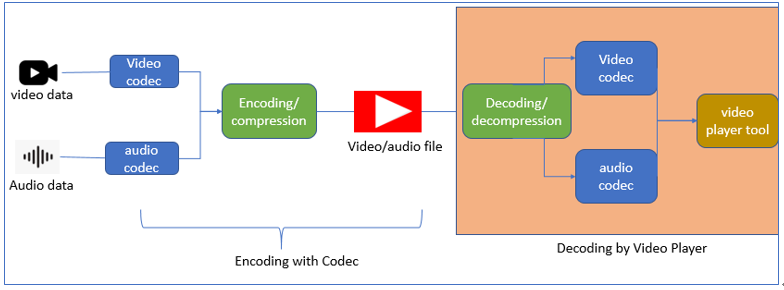 video data
Video
codec
Audio data
audio
codec
Encoding/
compression
Video/audio file
Encoding with Codec
Decoding/
decompression
Video
codec
audio
codec
video
player tool
Decoding by Video Player